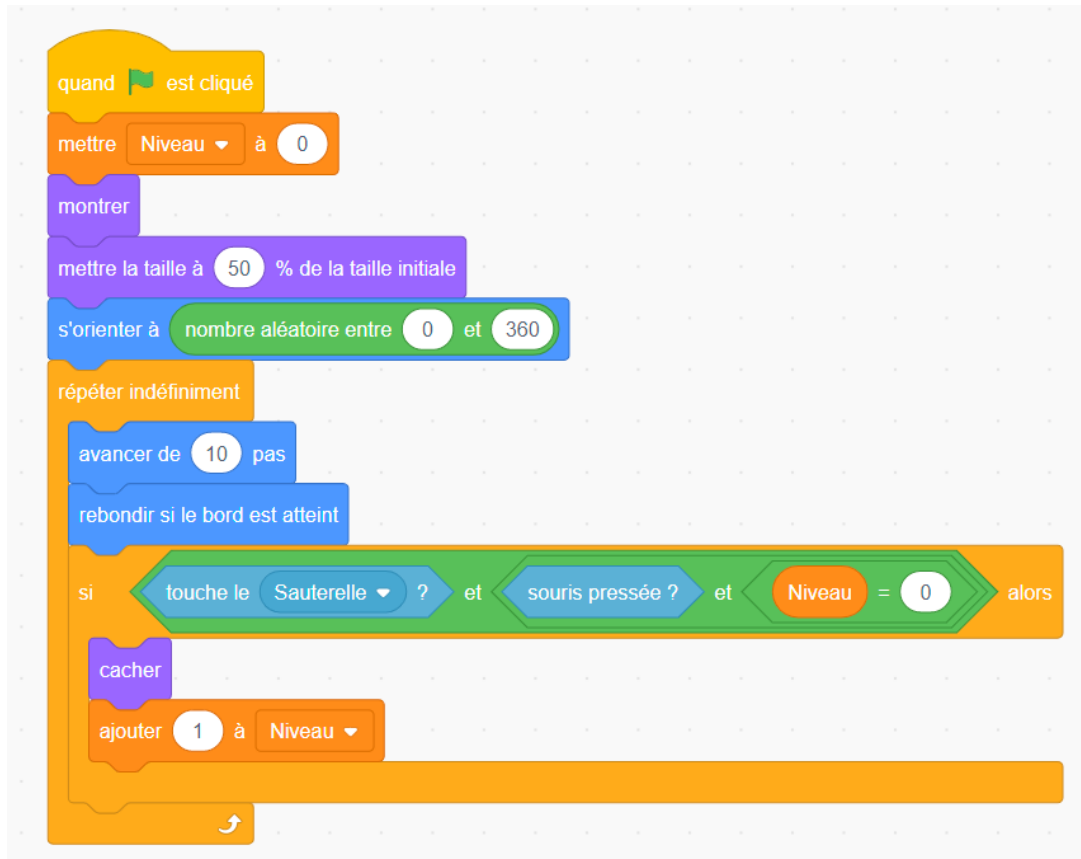 quand est cliqué
mettre Niveau à 0
montrer
mettre la taille à 50 % de la taille initiale
s'orienter à nombre aléatoire entre 0 et 360
répéter indéfiniment
avancer de 10 pas
rebondir si le bord est atteint
si touche le Sauterelle ? et souris pressée ? et Niveau = 0 alors
cacher
ajouter 1 à Niveau